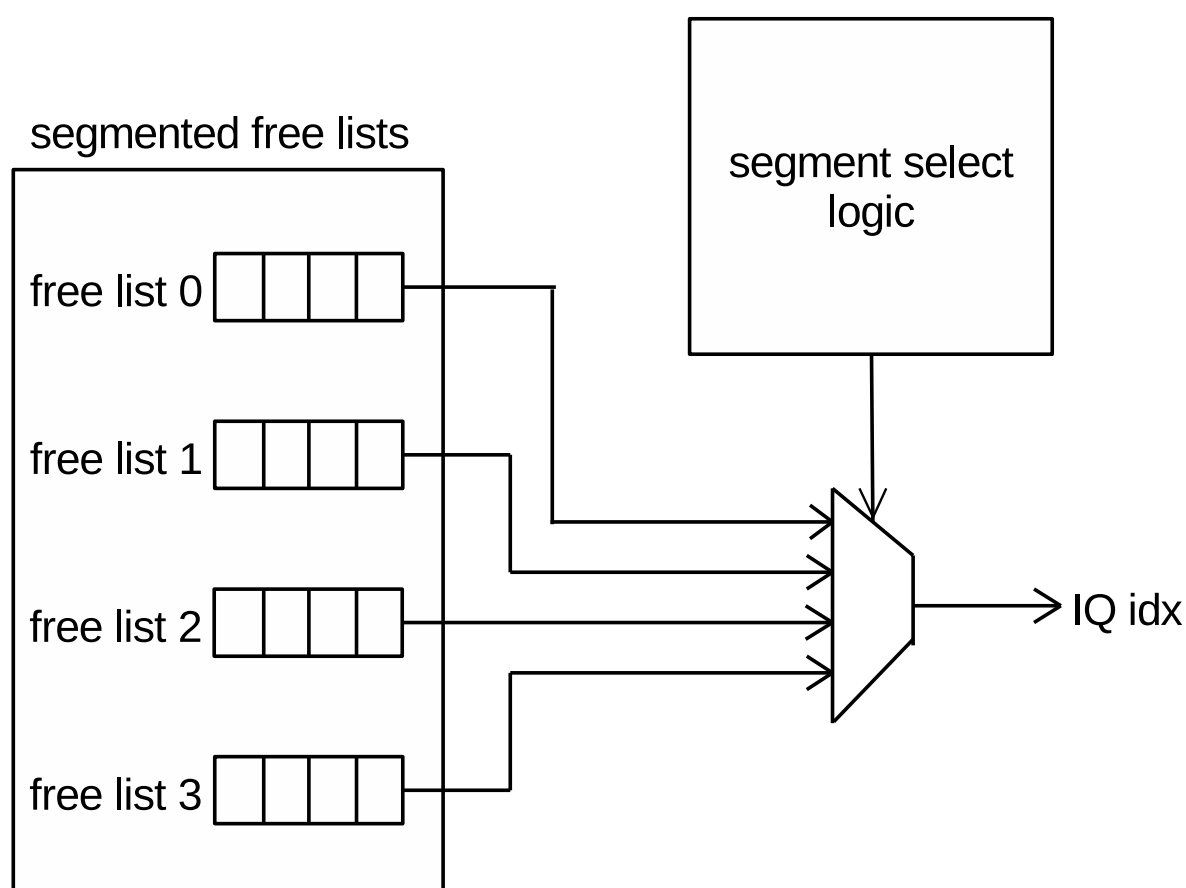 segmented free lists
segment select
logic
free list 0
free list 1
free list 2
free list 3
IQ idx